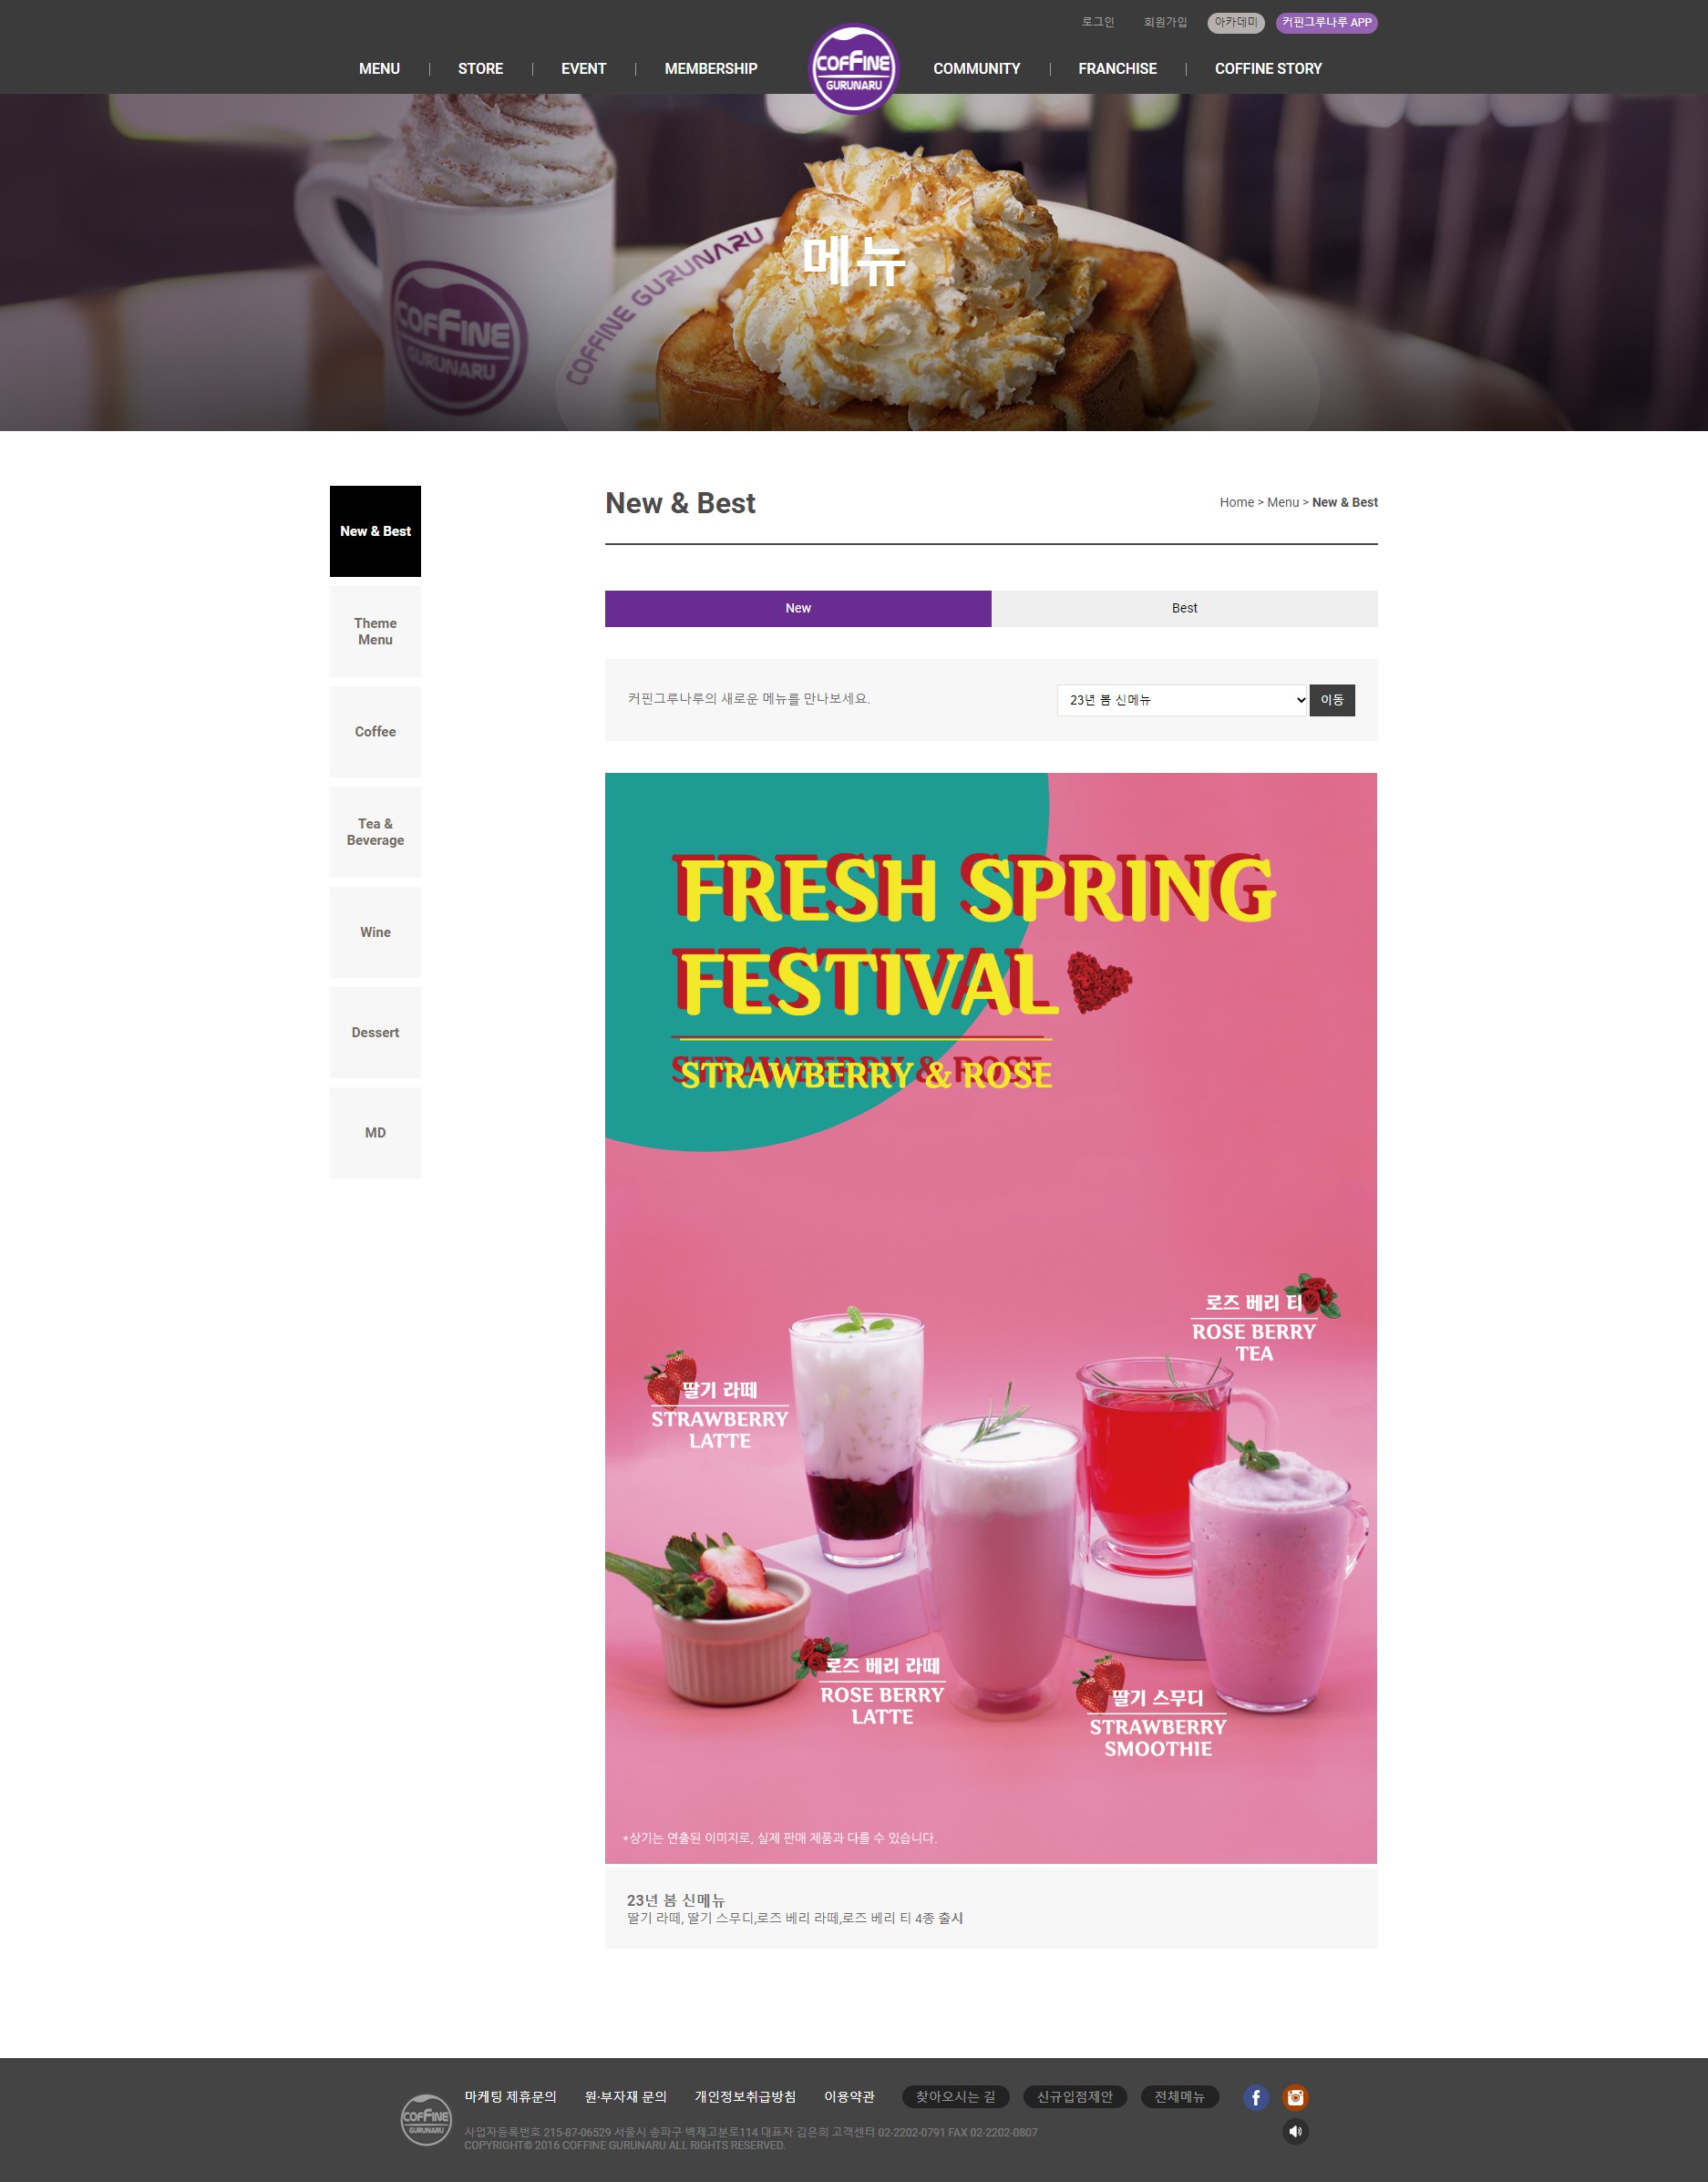 로그인
회원가입
아카데미
커핀그루나루 APP
MENU
STORE
EVENT
MEMBERSHIP
COFFINE
GURUNARU
COMMUNITY
FRANCHISE
COFFINE STORY
COFFINE GURUNARU
메뉴
COFFINE
GURUNARU
New & Best
Theme
Menu
Coffee
Tea &
Beverage
Wine
Dessert
MD
New & Best
Home > Menu > New & Best
New
Best
커핀그루나루의 새로운 메뉴를 만나보세요.
23년 봄 신메뉴
이동
FRESH SPRING
FESTIVAL
STRAWBERRY & ROSE
로즈 베리 티
ROSE BERRY
TEA
딸기 라떼
STRAWBERRY
LATTE
로즈 베리 라떼
ROSE BERRY
LATTE
딸기 스무디
STRAWBERRY
SMOOTHIE
*상기는 연출된 이미지로, 실제 판매 제품과 다를 수 있습니다.
23년 봄 신메뉴
딸기 라떼, 딸기 스무디,로즈 베리 라떼,로즈 베리 티 4종 출시
COFFINE
GURUNARU
마케팅 제휴문의
원·부자재 문의
개인정보취급방침
이용약관
찾아오시는 길
신규입점제안
전체메뉴
사업자등록번호 215-87-06529 서울시 송파구 백제고분로114 대표자 김은희 고객센터 02-2202-0791 FAX 02-2202-0807
COPYRIGHT© 2016 COFFINE GURUNARU ALL RIGHTS RESERVED.